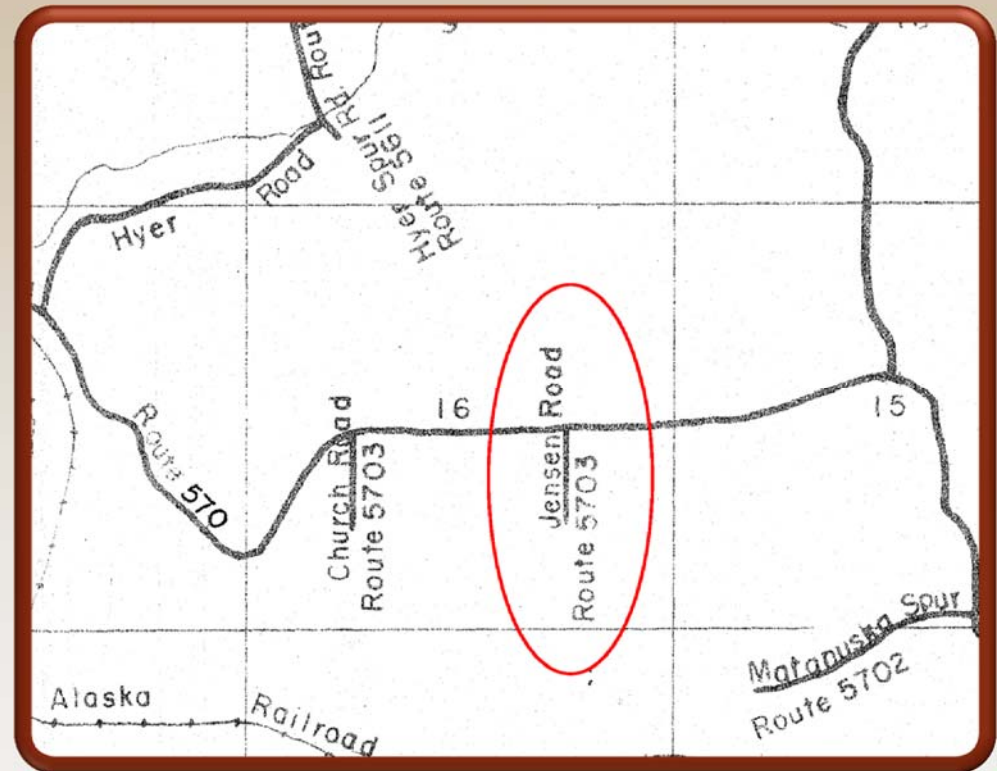 Hyer Spur Rd. Rou
Route 5611
Hyer Road
Route 570
Church Road
Route 5703
16
Jensen Road
Route 5703
15
Matanuska Spur
Route 5702
Alaska Railroad